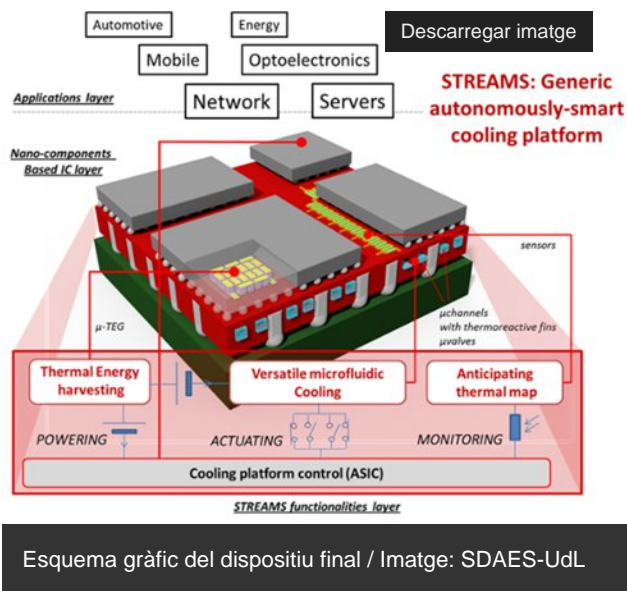 Automotive
Energy
Descarregar imatge
Mobile
Optoelectronics
Applications layer
Network
Servers
STREAMS: Generic
autonomously-smart
cooling platform
Nano-components
Based IC layer
sensors
µchannels
with thermoreactive fins
µvalves
µ-TEG
Thermal Energy
harvesting
Versatile microfluidic
Cooling
Anticipating
thermal map
POWERING
ACTUATING
MONITORING
Cooling platform control (ASIC)
STREAMS functionalities layer
Esquema gràfic del dispositiu final / Imatge: SDAES-UdL